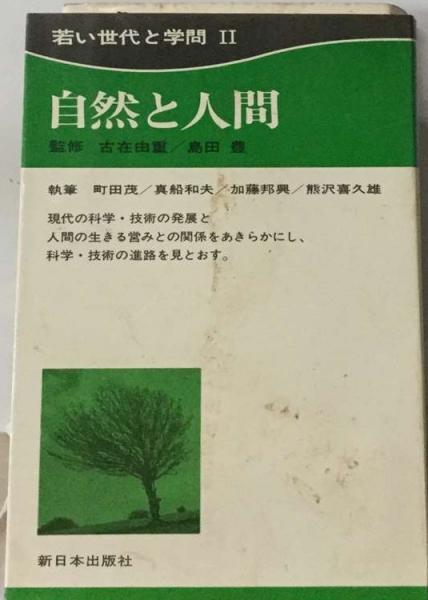 若い世代と学問 II
自然と人間
監修 古在由重/島田 豊
執筆 町田茂/真船和夫/加藤邦興/熊沢喜久雄
現代の科学・技術の発展と
人間の生きる営みとの関係をあきらかにし、
科学・技術の進路を見とおす。
新日本出版社